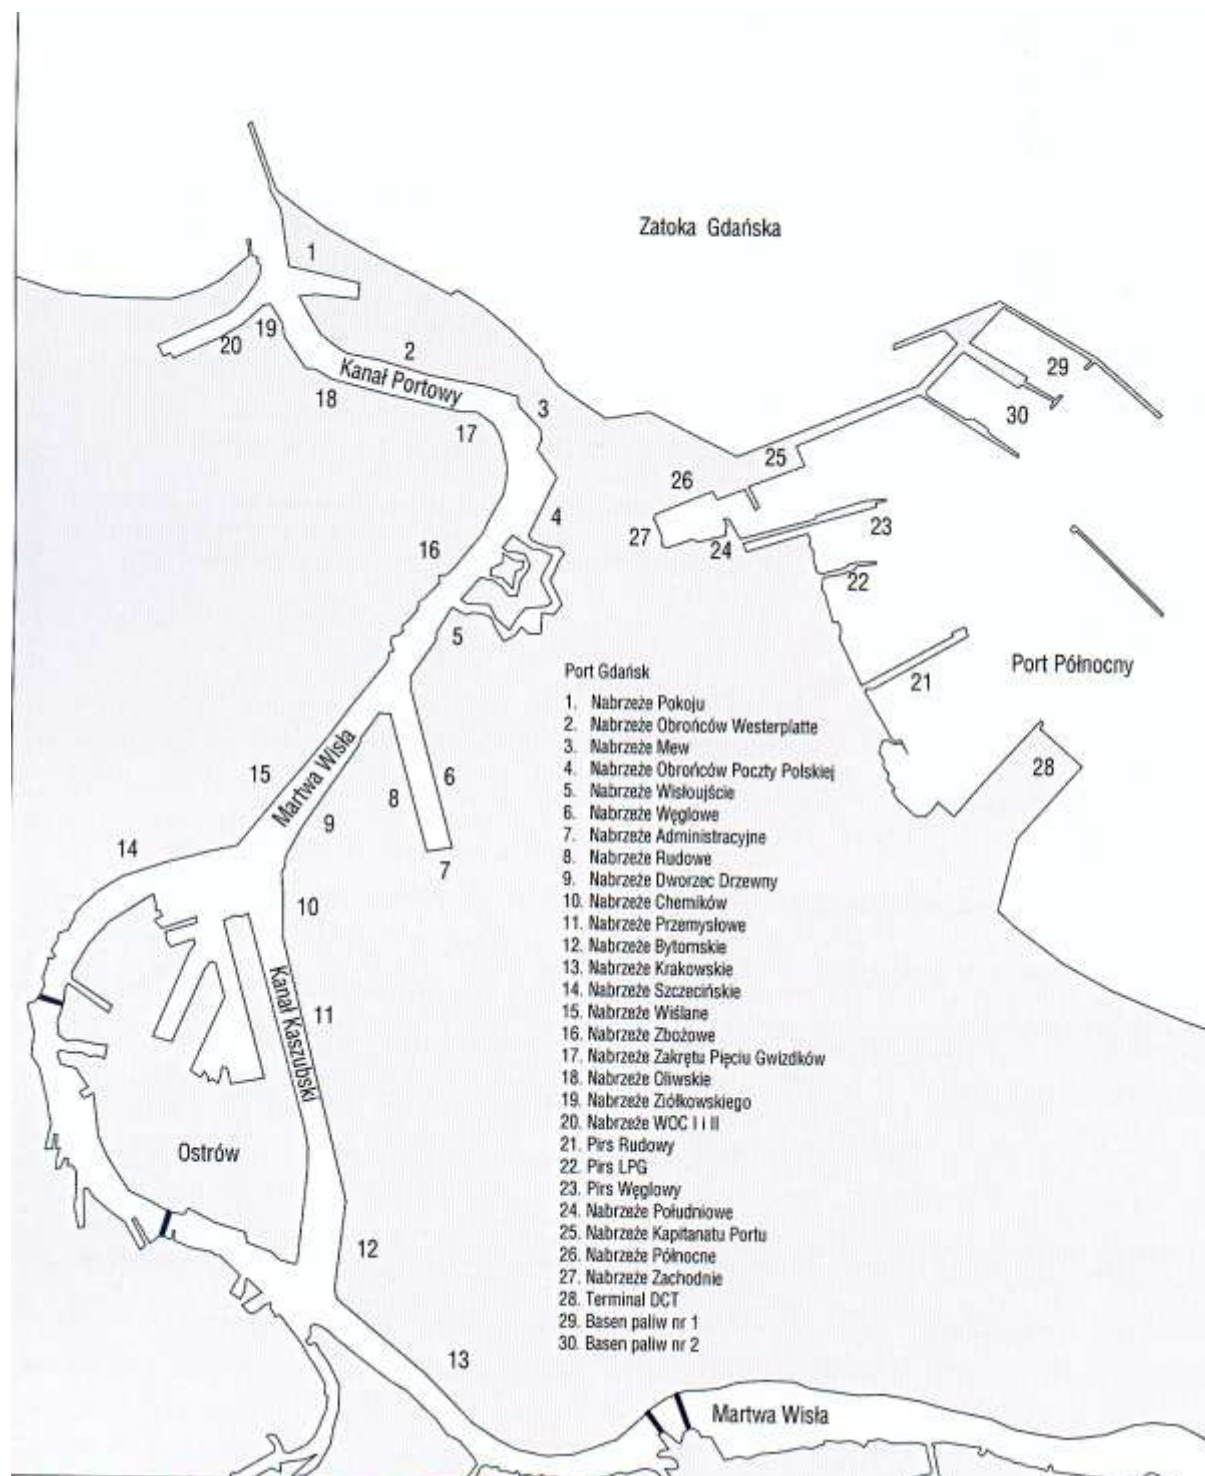 Zatoka Gdańska
1
19
20
2
Kanał Portowy
18
17
3
29
30
25
26
27
24
23
4
16
22
5
21
Port Północny
28
Martwa Wisła
15
6
8
9
7
14
10
Kanał Kaszubski
11
Ostrów
12
13
Martwa Wisła
Port Gdańsk
1. Nabrzeże Pokoju
2. Nabrzeże Obrońców Westerplatte
3. Nabrzeże Mew
4. Nabrzeże Obrońców Poczty Polskiej
5. Nabrzeże Wisłoujście
6. Nabrzeże Węglowe
7. Nabrzeże Administracyjne
8. Nabrzeże Rudowe
9. Nabrzeże Dworzec Drzewny
10. Nabrzeże Chemików
11. Nabrzeże Przemysłowe
12. Nabrzeże Bytomskie
13. Nabrzeże Krakowskie
14. Nabrzeże Szczecińskie
15. Nabrzeże Wiślane
16. Nabrzeże Zbożowe
17. Nabrzeże Zakrętu Pięciu Gwizdków
18. Nabrzeże Oliwskie
19. Nabrzeże Ziółkowskiego
20. Nabrzeże WOC I i II
21. Pirs Rudowy
22. Pirs LPG
23. Pirs Węglowy
24. Nabrzeże Południowe
25. Nabrzeże Kapitanatu Portu
26. Nabrzeże Północne
27. Nabrzeże Zachodnie
28. Terminal DCT
29. Basen paliw nr 1
30. Basen paliw nr 2